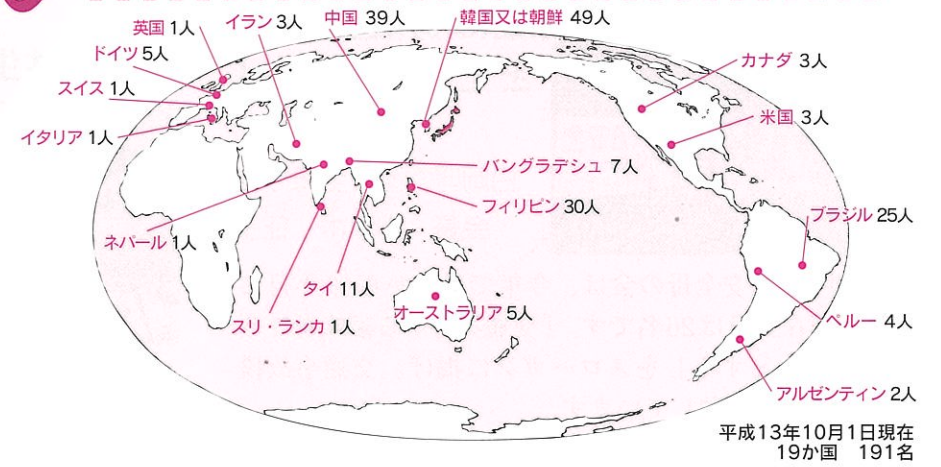 英国 1人
イラン 3人
中国 39人
韓国又は朝鮮 49人
ドイツ 5人
スイス 1人
イタリア 1人
カナダ 3人
米国 3人
バングラデシュ 7人
フィリピン 30人
ブラジル 25人
ネパール 1人
タイ 11人
スリ・ランカ 1人
オーストラリア 5人
ペルー 4人
アルゼンティン 2人
平成13年10月1日現在
19か国 191名